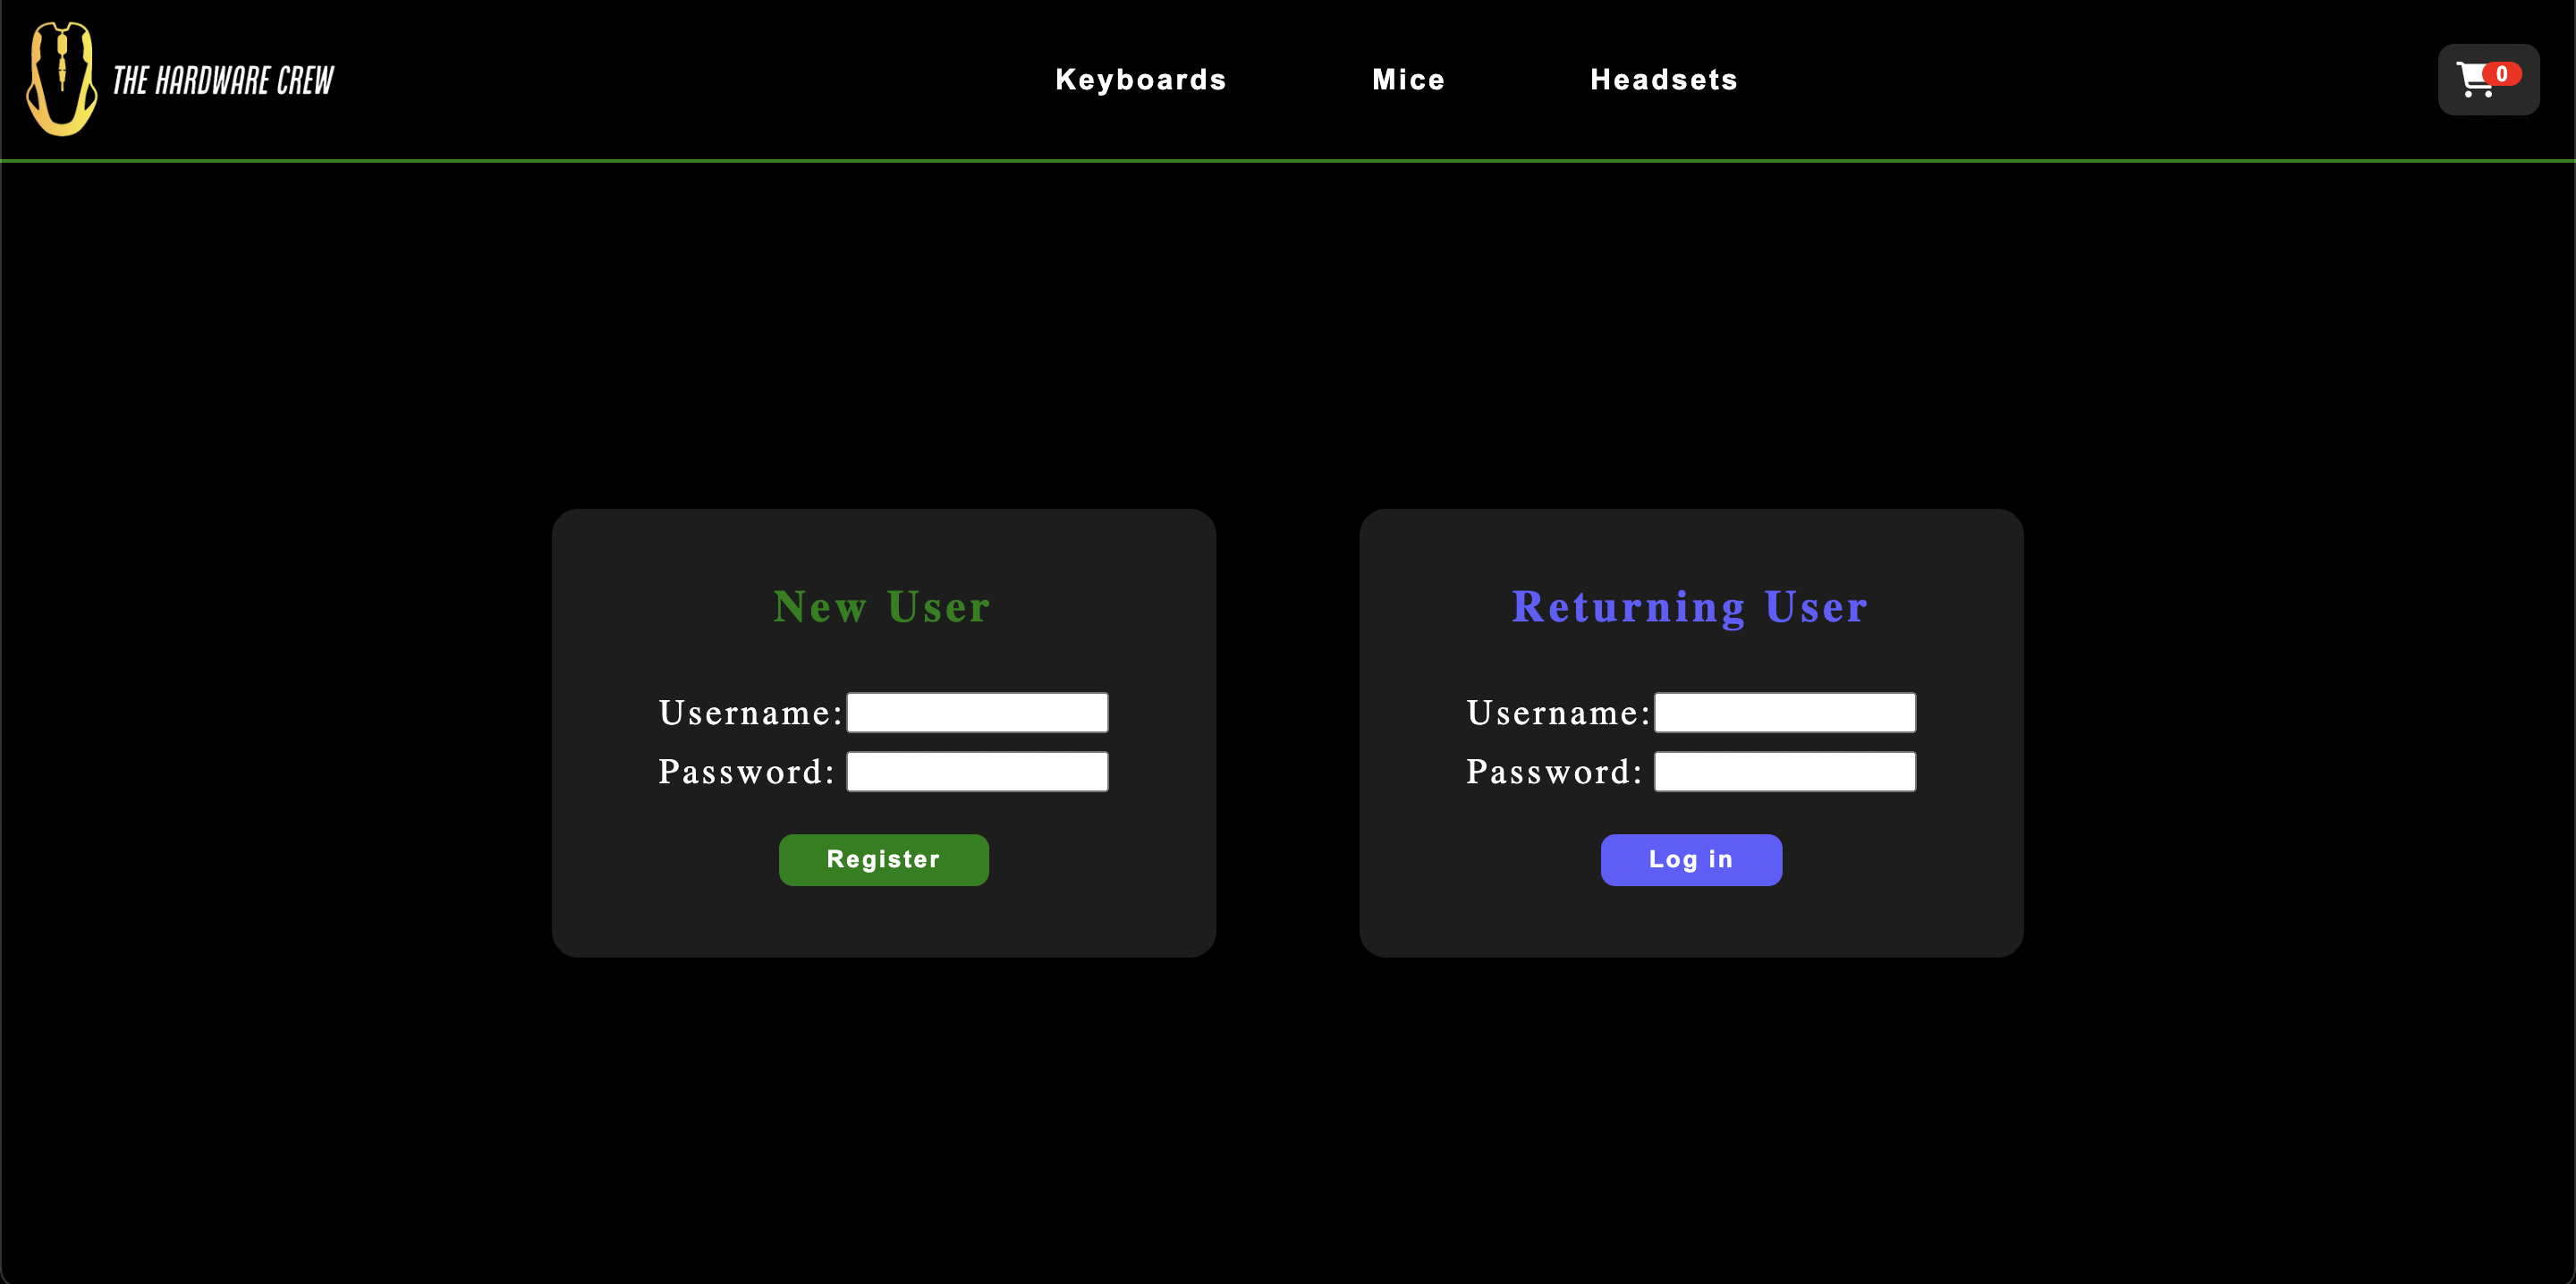 THE HARDWARE CREW
Keyboards
Mice
Headsets
0
New User
Username:
Password:
Register
Returning User
Username:
Password:
Log in